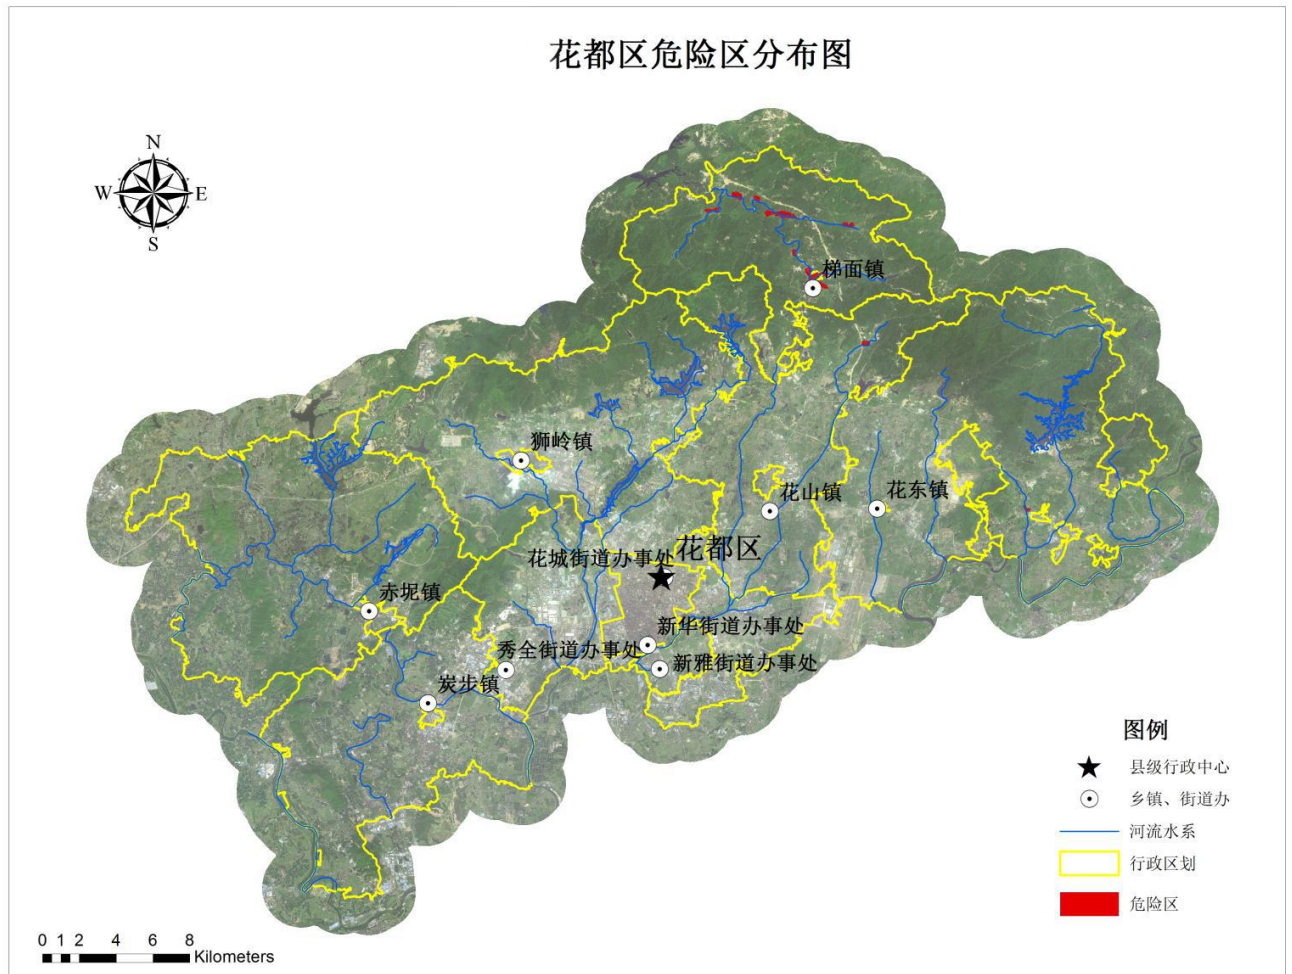 花都区危险区分布图
N
W
E
S
梯面镇
狮岭镇
花山镇
花东镇
花都区
花城街道办事处
赤坭镇
新华街道办事处
秀全街道办事处
新雅街道办事处
炭步镇
图例
县级行政中心
乡镇、街道办
河流水系
行政区划
危险区
0 1 2 4 6 8
Kilometers